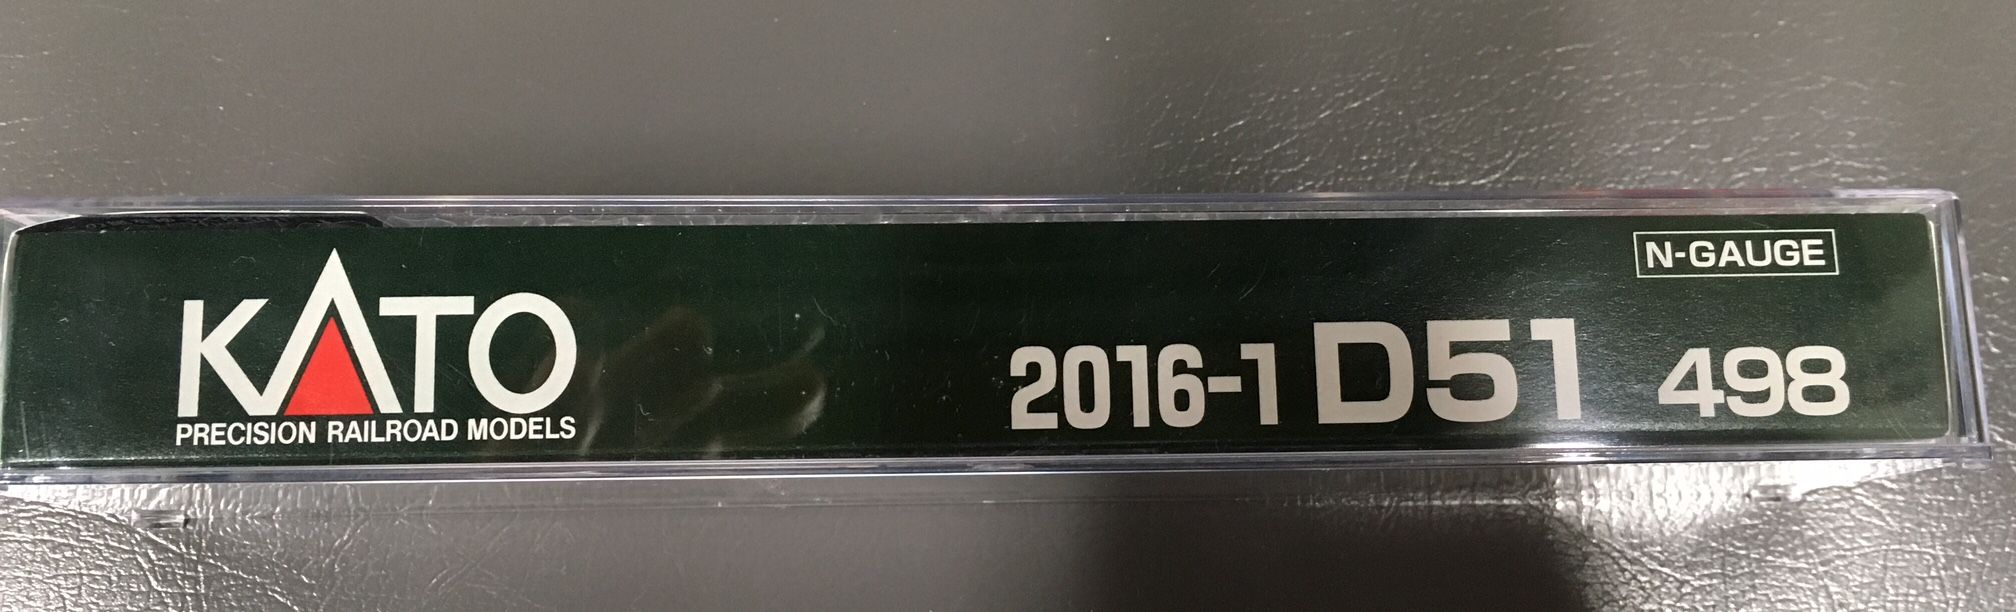 KATO
PRECISION RAILROAD MODELS
N-GAUGE
2016-1 D51 498